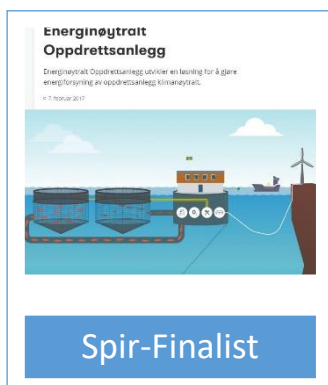 Energinøytralt
Oppdrettsanlegg
Energinøytralt Oppdrettsanlegg utvikler en løsning for å gjøre
energiforsyning av oppdrettsanlegg klimanøytralt.
7. februar 2017
Spir-Finalist